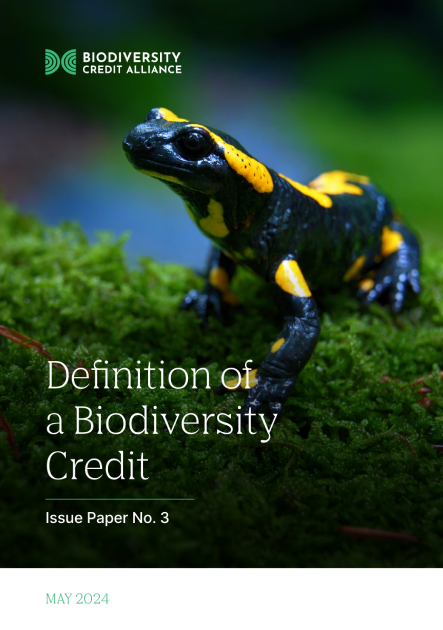 BIODIVERSITY
CREDIT ALLIANCE
Definition of
a Biodiversity
Credit
Issue Paper No. 3
MAY 2024